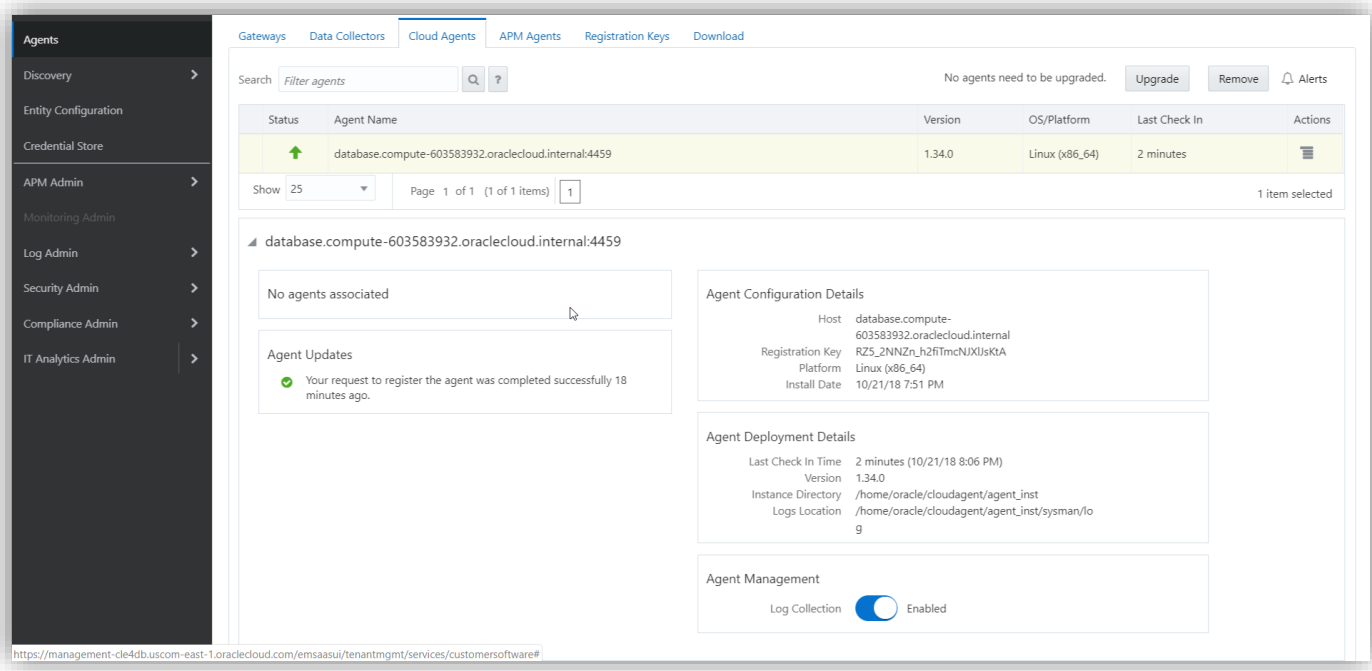 Agents
Discovery
Entity Configuration
Credential Store
APM Admin
Monitoring Admin
Log Admin
Security Admin
Compliance Admin
IT Analytics Admin
Gateways Data Collectors Cloud Agents APM Agents Registration Keys Download
Search Filter agents ? No agents need to be upgraded. Upgrade Remove Alerts
Status Agent Name Version OS/Platform Last Check In Actions
database.compute-603583932.oraclecloud.internal:4459 1.34.0 Linux (x86_64) 2 minutes
Show 25 Page 1 of 1 (1 of 1 items) 1 1 item selected
database.compute-603583932.oraclecloud.internal:4459
No agents associated
Agent Updates
Your request to register the agent was completed successfully 18
minutes ago.
Agent Configuration Details
Host database.compute-
603583932.oraclecloud.internal
Registration Key RZ5_2NNZn_h2fiTmcNJXlJsKtA
Platform Linux (x86_64)
Install Date 10/21/18 7:51 PM
Agent Deployment Details
Last Check In Time 2 minutes (10/21/18 8:06 PM)
Version 1.34.0
Instance Directory /home/oracle/cloudagent/agent_inst
Logs Location /home/oracle/cloudagent/agent_inst/sysman/lo
g
Agent Management
Log Collection Enabled
https://management-cle4db.uscom-east-1.oraclecloud.com/emsaasui/tenantmgmt/services/customersoftware#